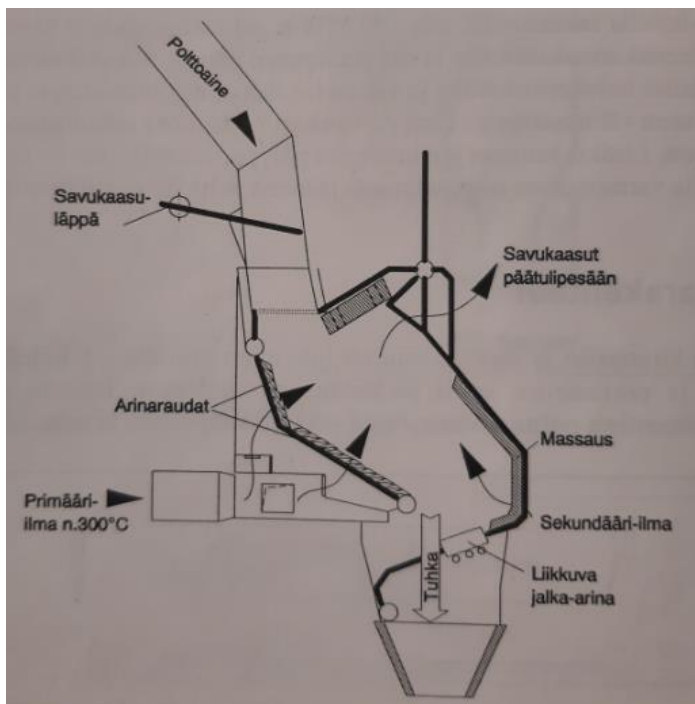 Polttoaine
Savukaasu-
läppä
Savukaasut
päätulipesään
Arinaraudat
Massaus
Primääri-
ilma n.300°C
Sekundääri-ilma
Tuhka
Liikkuva
jalka-arina